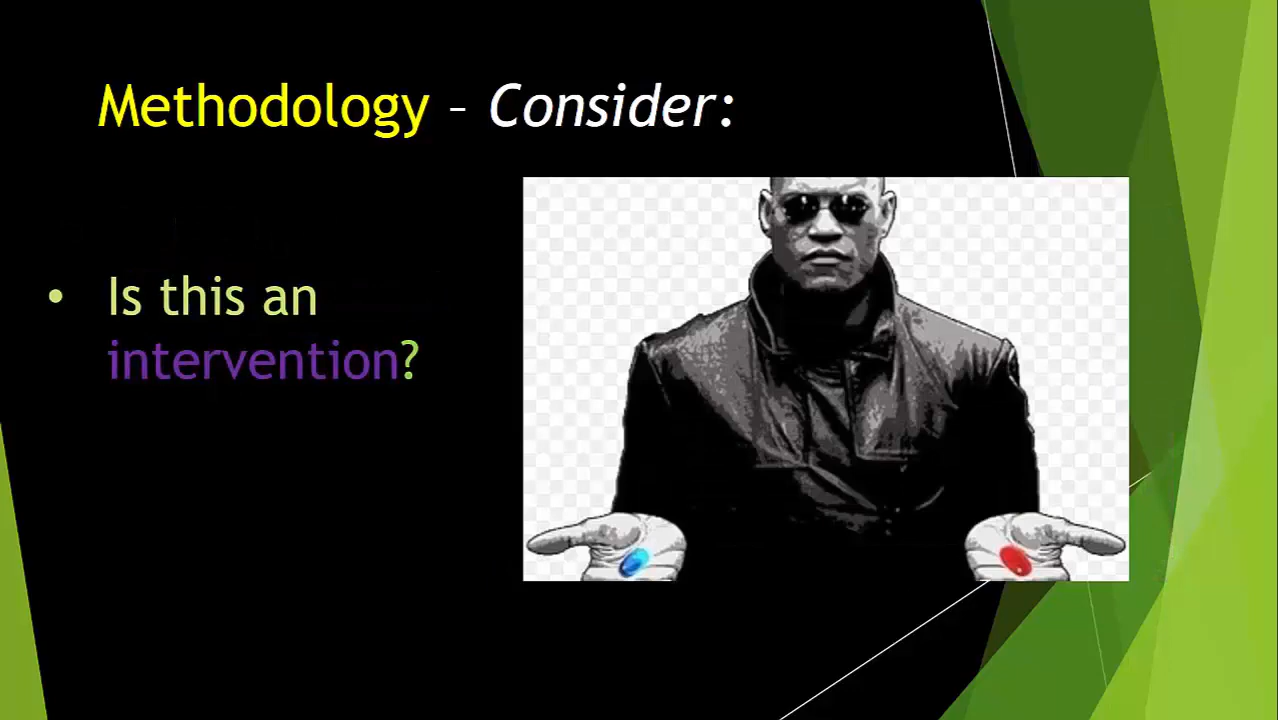 Methodology – Consider:
• Is this an
intervention?